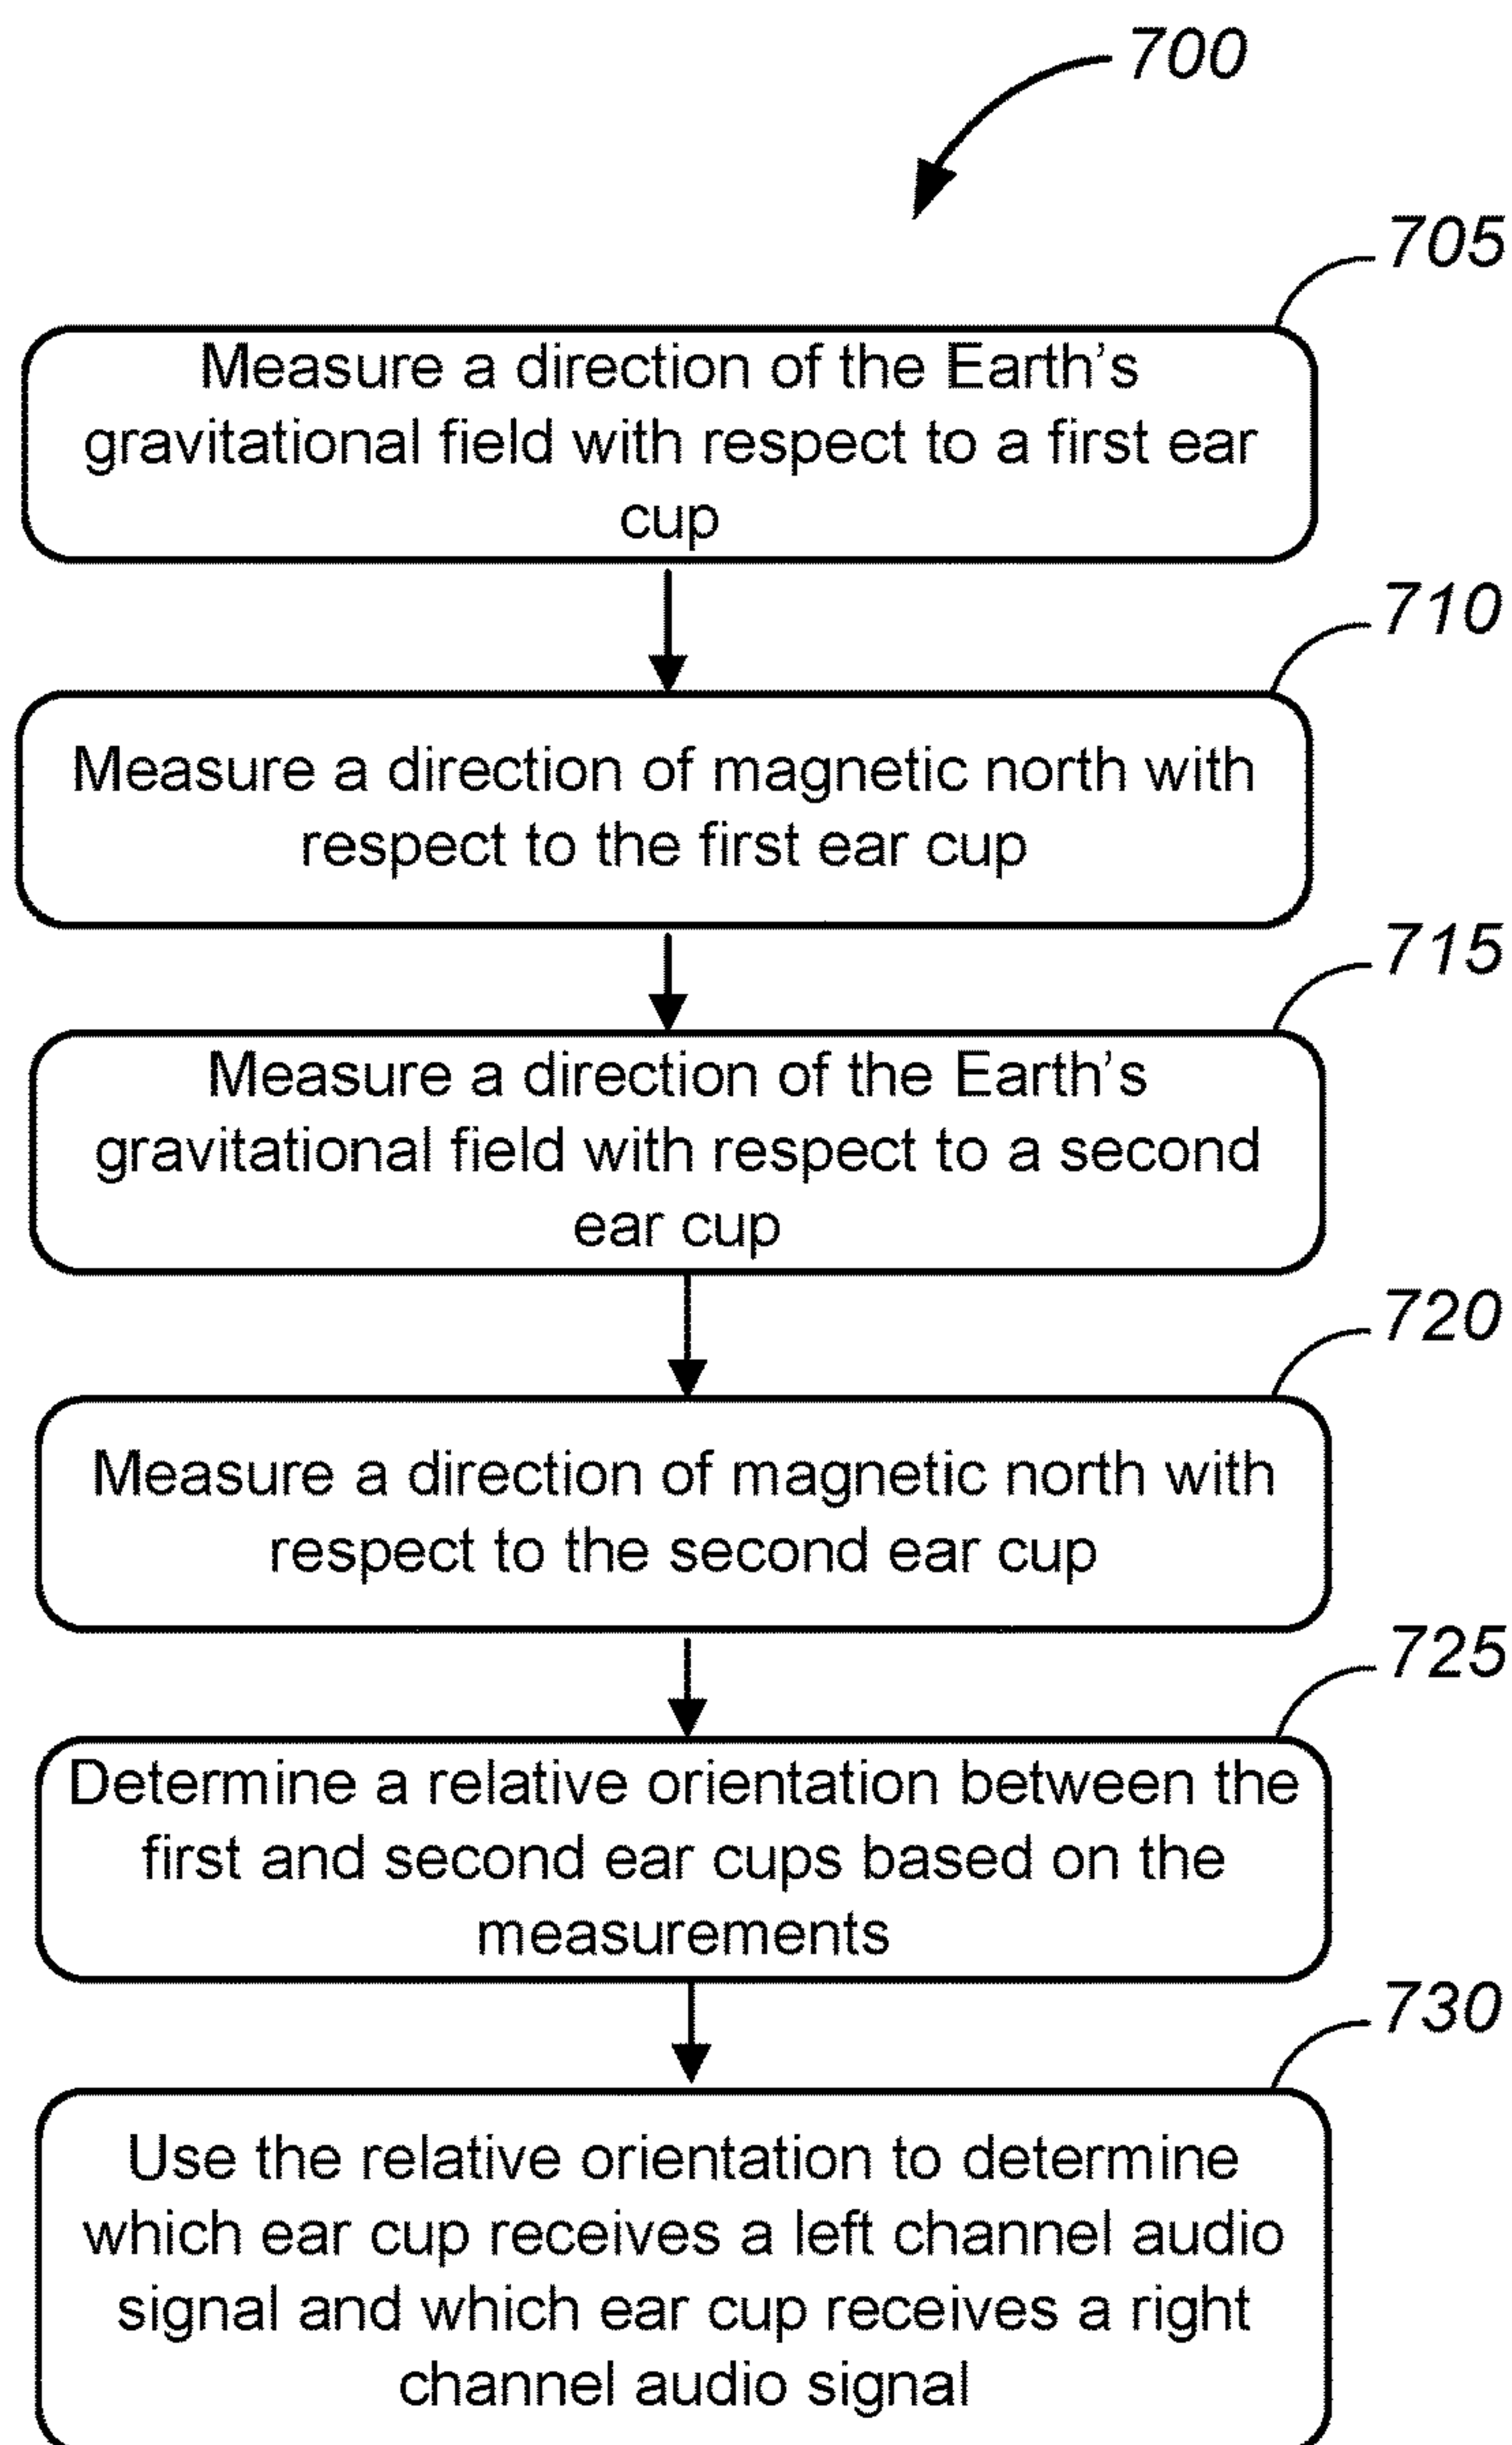 700
705
Measure a direction of the Earth's
gravitational field with respect to a first ear
cup
710
Measure a direction of magnetic north with
respect to the first ear cup
715
Measure a direction of the Earth's
gravitational field with respect to a second
ear cup
720
Measure a direction of magnetic north with
respect to the second ear cup
725
Determine a relative orientation between the
first and second ear cups based on the
measurements
730
Use the relative orientation to determine
which ear cup receives a left channel audio
signal and which ear cup receives a right
channel audio signal